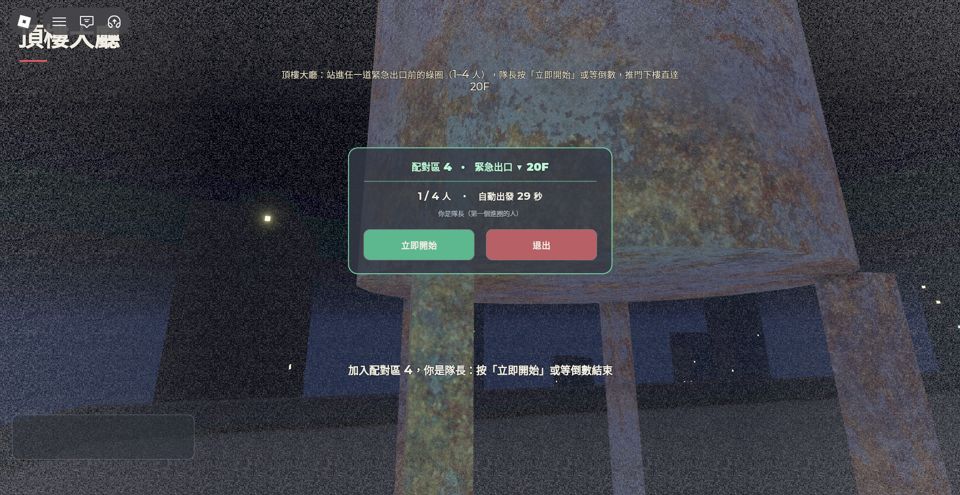 頂樓大廳
頂樓大廳：站進任一道緊急出口前的綠圈（1–4 人），隊長按「立即開始」或等倒數，推門下樓直達
20F
配對區 4 • 緊急出口 ▼ 20F
1 / 4 人 • 自動出發 29 秒
你是隊長（第一個進圈的人）
立即開始
退出
加入配對區 4，你是隊長：按「立即開始」或等倒數結束